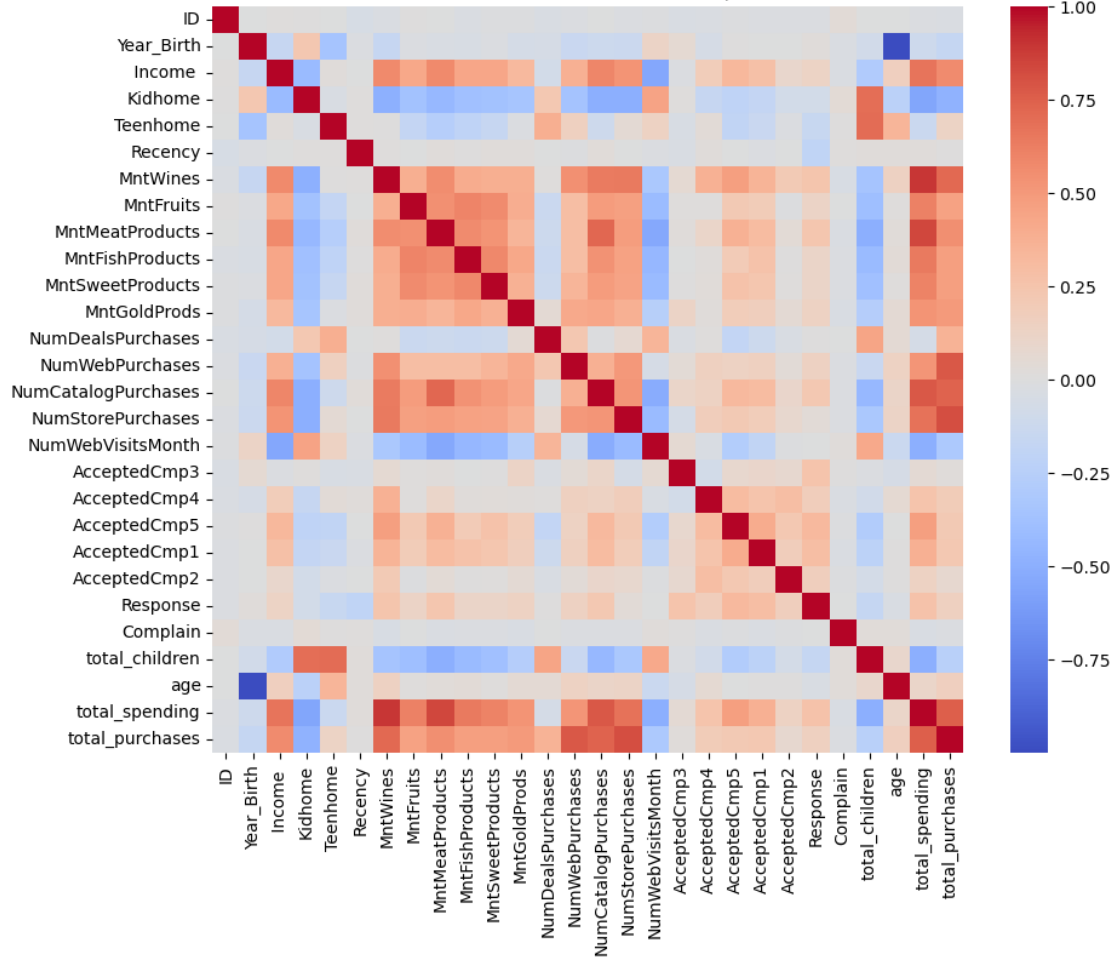 ID
Year_Birth
Income
Kidhome
Teenhome
Recency
MntWines
MntFruits
MntMeatProducts
MntFishProducts
MntSweetProducts
MntGoldProds
NumDealsPurchases
NumWebPurchases
NumCatalogPurchases
NumStorePurchases
NumWebVisitsMonth
AcceptedCmp3
AcceptedCmp4
AcceptedCmp5
AcceptedCmp1
AcceptedCmp2
Response
Complain
total_children
age
total_spending
total_purchases
ID
Year_Birth
Income
Kidhome
Teenhome
Recency
MntWines
MntFruits
MntMeatProducts
MntFishProducts
MntSweetProducts
MntGoldProds
NumDealsPurchases
NumWebPurchases
NumCatalogPurchases
NumStorePurchases
NumWebVisitsMonth
AcceptedCmp3
AcceptedCmp4
AcceptedCmp5
AcceptedCmp1
AcceptedCmp2
Response
Complain
total_children
age
total_spending
total_purchases
1.00
0.75
0.50
0.25
0.00
−0.25
−0.50
−0.75